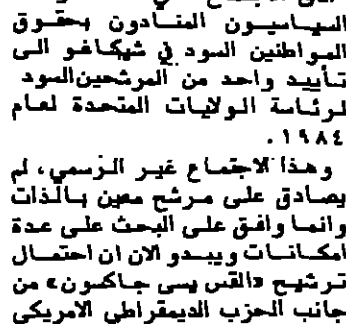 السياسيون المنادون بحقوق
المواطنين السود في شيكاغو الى
تأييد واحد من المرشحين السود
لرئاسة الولايات المتحدة لعام
١٩٨٤ .
وهذا الاجتماع غير الرسمي، لم
يصادق على مرشح معين بالذات
وانما وافق على البحث على عدة
امكانات ويبدو الان ان احتمال
ترشيح «القس يسى جاكسون» من
جانب الحزب الديمقراطي الامريكي